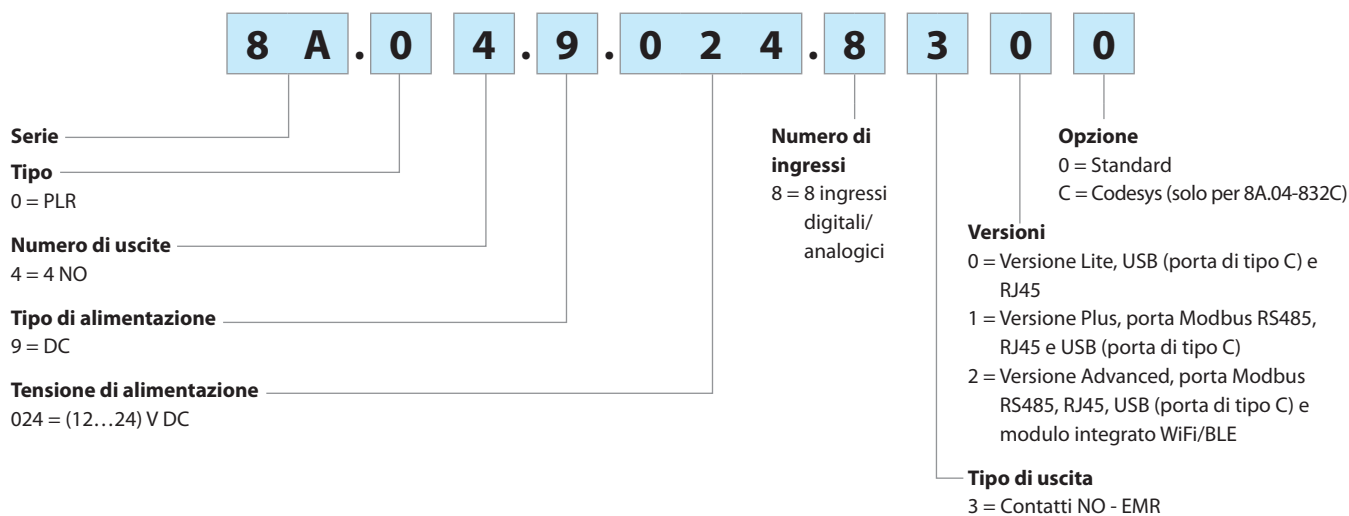 8 A . 0 4 . 9 . 0 2 4 . 8 3 0 0
Serie
Tipo
0 = PLR
Numero di uscite
4 = 4 NO
Tipo di alimentazione
9 = DC
Tensione di alimentazione
024 = (12…24) V DC
Numero di
ingressi
8 = 8 ingressi
digitali/
analogici
Opzione
0 = Standard
C = Codesys (solo per 8A.04-832C)
Versioni
0 = Versione Lite, USB (porta di tipo C) e
RJ45
1 = Versione Plus, porta Modbus RS485,
RJ45 e USB (porta di tipo C)
2 = Versione Advanced, porta Modbus
RS485, RJ45, USB (porta di tipo C) e
modulo integrato WiFi/BLE
Tipo di uscita
3 = Contatti NO - EMR